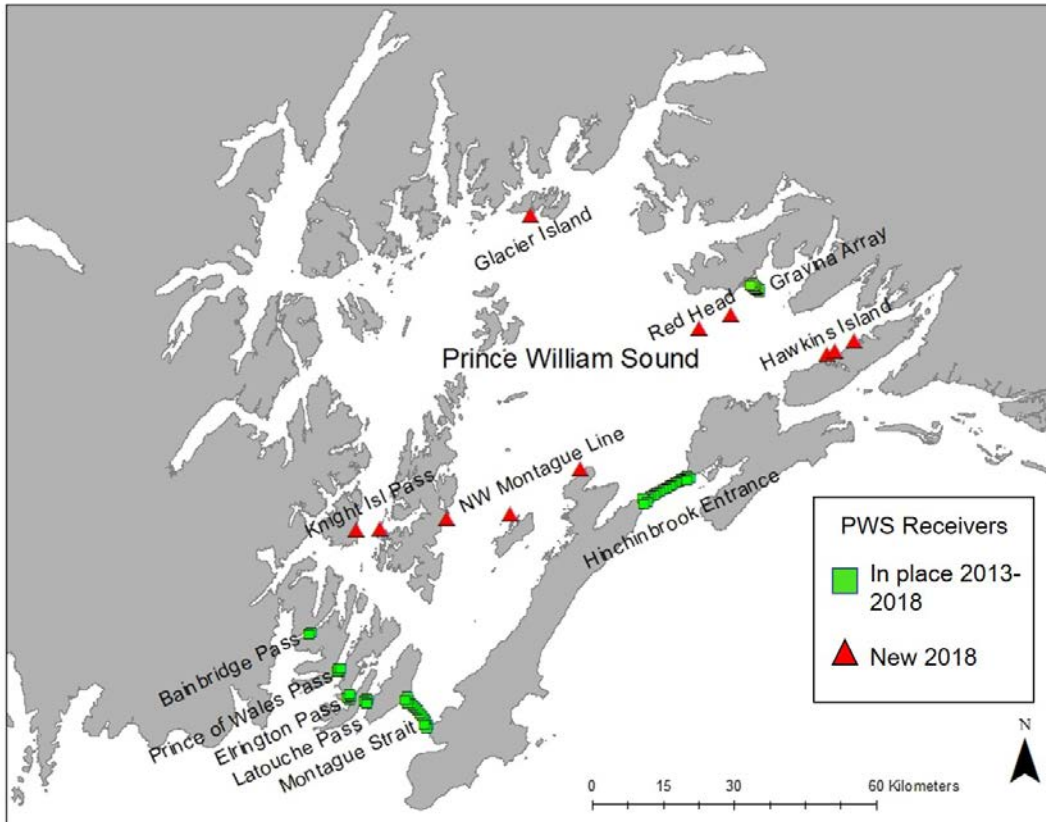 Glacier Island
Gravina Array
Red Head
Hawkins Island
Prince William Sound
NW Montague Line
Knight Isl Pass
Hinchinbrook Entrance
PWS Receivers
In place 2013-
2018
New 2018
Bainbridge Pass
Prince of Wales Pass
Elrington Pass
Latouche Pass
Montague Strait
N
0 15 30 60 Kilometers